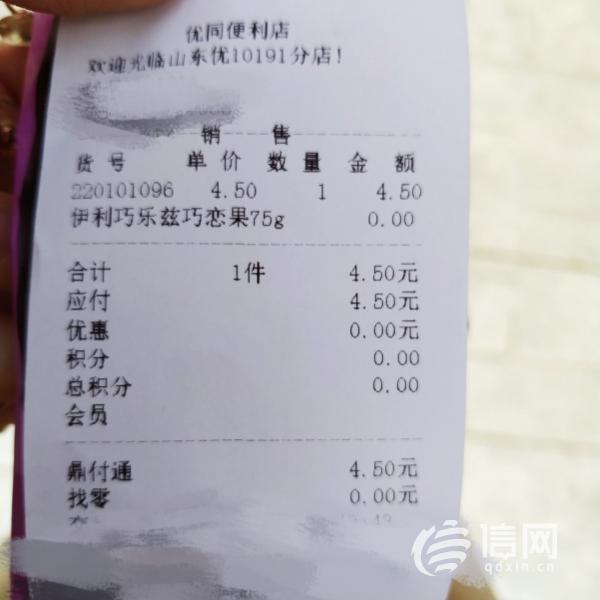 优同便利店
欢迎光临山东优10191分店!
销 售
货号 单价 数量 金额
220101096 4.50 1 4.50
伊利巧乐兹巧恋果75g 0.00
合计 1件 4.50元
应付 4.50元
优惠 0.00元
积分 0.00
总积分 0.00
会员
鼎付通 4.50元
找零 0.00元
信网
qdxin.cn